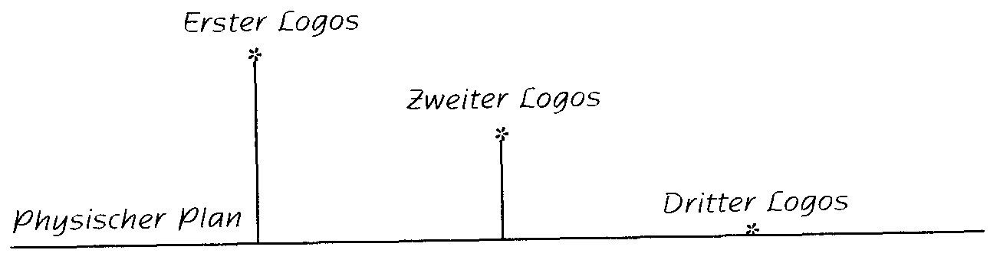 Erster Logos
Zweiter Logos
Dritter Logos
Physischer Plan